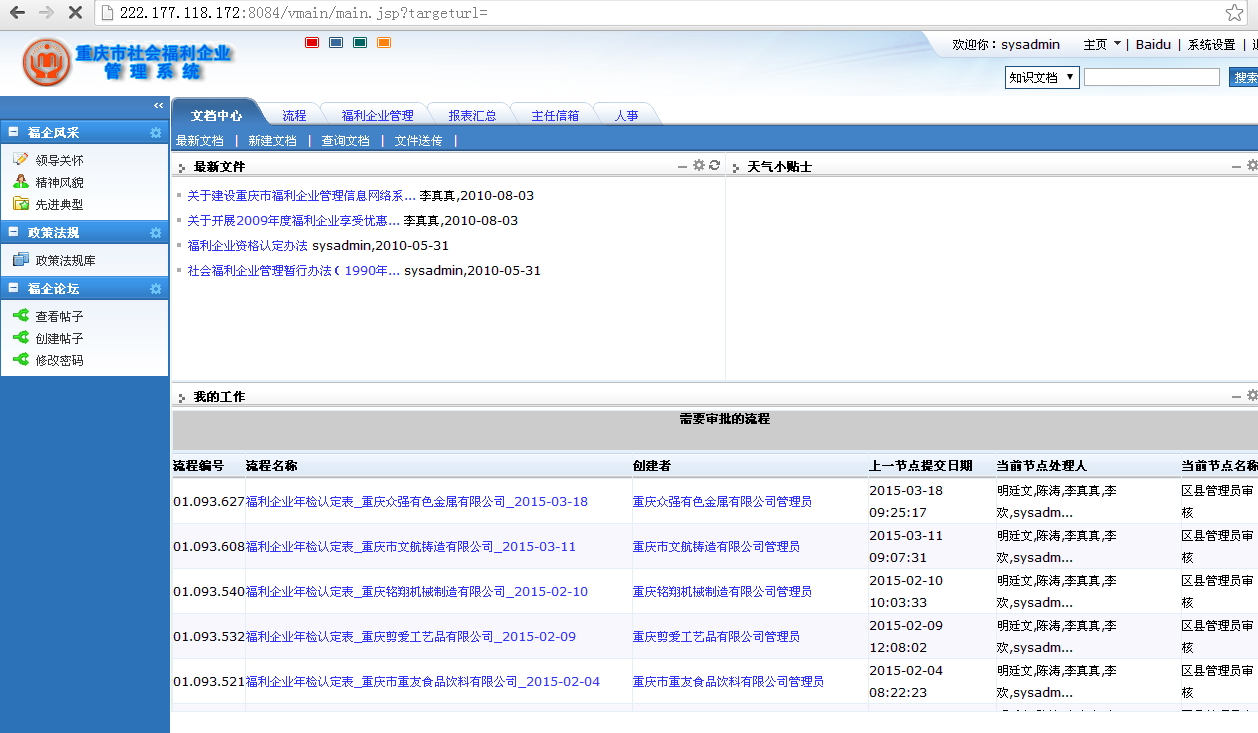 222.177.118.172:8084/vmain/main.jsp?targeturl=
重庆市社会福利企业
管理系统
欢迎你：sysadmin 主页 | Baidu | 系统设置 |
知识文档 搜索
«
文档中心 流程 福利企业管理 报表汇总 主任信箱 人事
最新文档 | 新建文档 | 查询文档 | 文件送传 |
福企风采
领导关怀
精神风貌
先进典型
政策法规
政策法规库
福企论坛
查看帖子
创建帖子
修改密码
最新文件
关于建设重庆市福利企业管理信息网络系... 李真真,2010-08-03
关于开展2009年度福利企业享受优惠... 李真真,2010-08-03
福利企业资格认定办法 sysadmin,2010-05-31
社会福利企业管理暂行办法（ 1990年... sysadmin,2010-05-31
天气小贴士
我的工作
需要审批的流程
流程编号 流程名称 创建者 上一节点提交日期 当前节点处理人 当前节点名称
01.093.627 福利企业年检认定表_重庆众强有色金属有限公司_2015-03-18 重庆众强有色金属有限公司管理员 2015-03-18 09:25:17 明廷文,陈涛,李真真,李欢,sysadm... 区县管理员审核
01.093.608 福利企业年检认定表_重庆市文航铸造有限公司_2015-03-11 重庆市文航铸造有限公司管理员 2015-03-11 09:07:31 明廷文,陈涛,李真真,李欢,sysadm... 区县管理员审核
01.093.540 福利企业年检认定表_重庆铭翔机械制造有限公司_2015-02-10 重庆铭翔机械制造有限公司管理员 2015-02-10 10:03:33 明廷文,陈涛,李真真,李欢,sysadm... 区县管理员审核
01.093.532 福利企业年检认定表_重庆剪爱工艺品有限公司_2015-02-09 重庆剪爱工艺品有限公司管理员 2015-02-09 12:08:02 明廷文,陈涛,李真真,李欢,sysadm... 区县管理员审核
01.093.521 福利企业年检认定表_重庆市重友食品饮料有限公司_2015-02-04 重庆市重友食品饮料有限公司管理员 2015-02-04 08:22:23 明廷文,陈涛,李真真,李欢,sysadm... 区县管理员审核